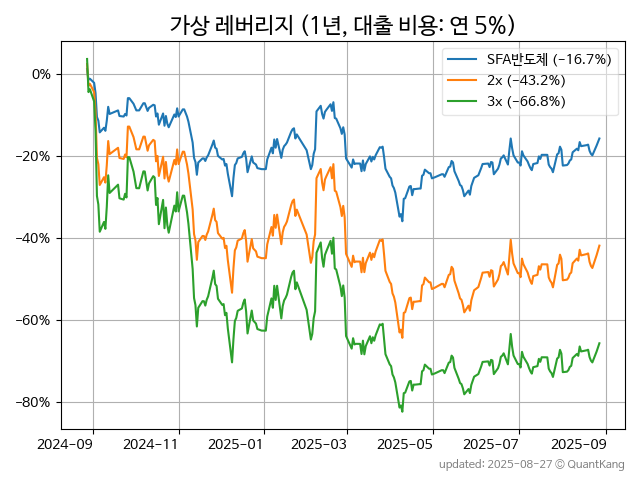 가상 레버리지 (1년, 대출 비용: 연 5%)
SFA반도체 (−16.7%)
2x (−43.2%)
3x (−66.8%)
0%
−20%
−40%
−60%
−80%
2024-09 2024-11 2025-01 2025-03 2025-05 2025-07 2025-09
updated: 2025-08-27 © QuantKang